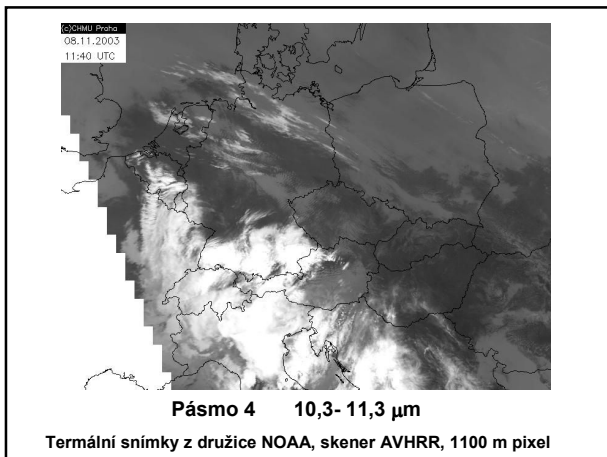 (c)CHMU Praha
08.11.2003
11:40 UTC
Pásmo 4 10,3- 11,3 µm
Termální snímky z družice NOAA, skener AVHRR, 1100 m pixel